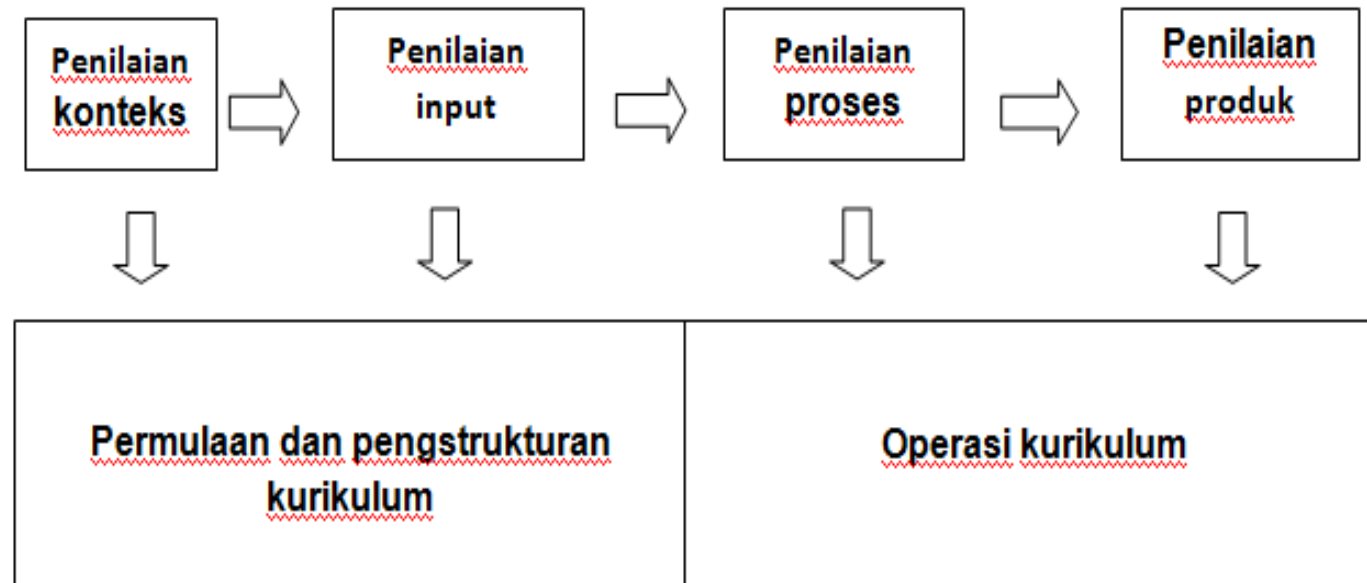 Penilaian
konteks
Penilaian
input
Penilaian
proses
Penilaian
produk
Permulaan dan pengstrukturan
kurikulum
Operasi kurikulum